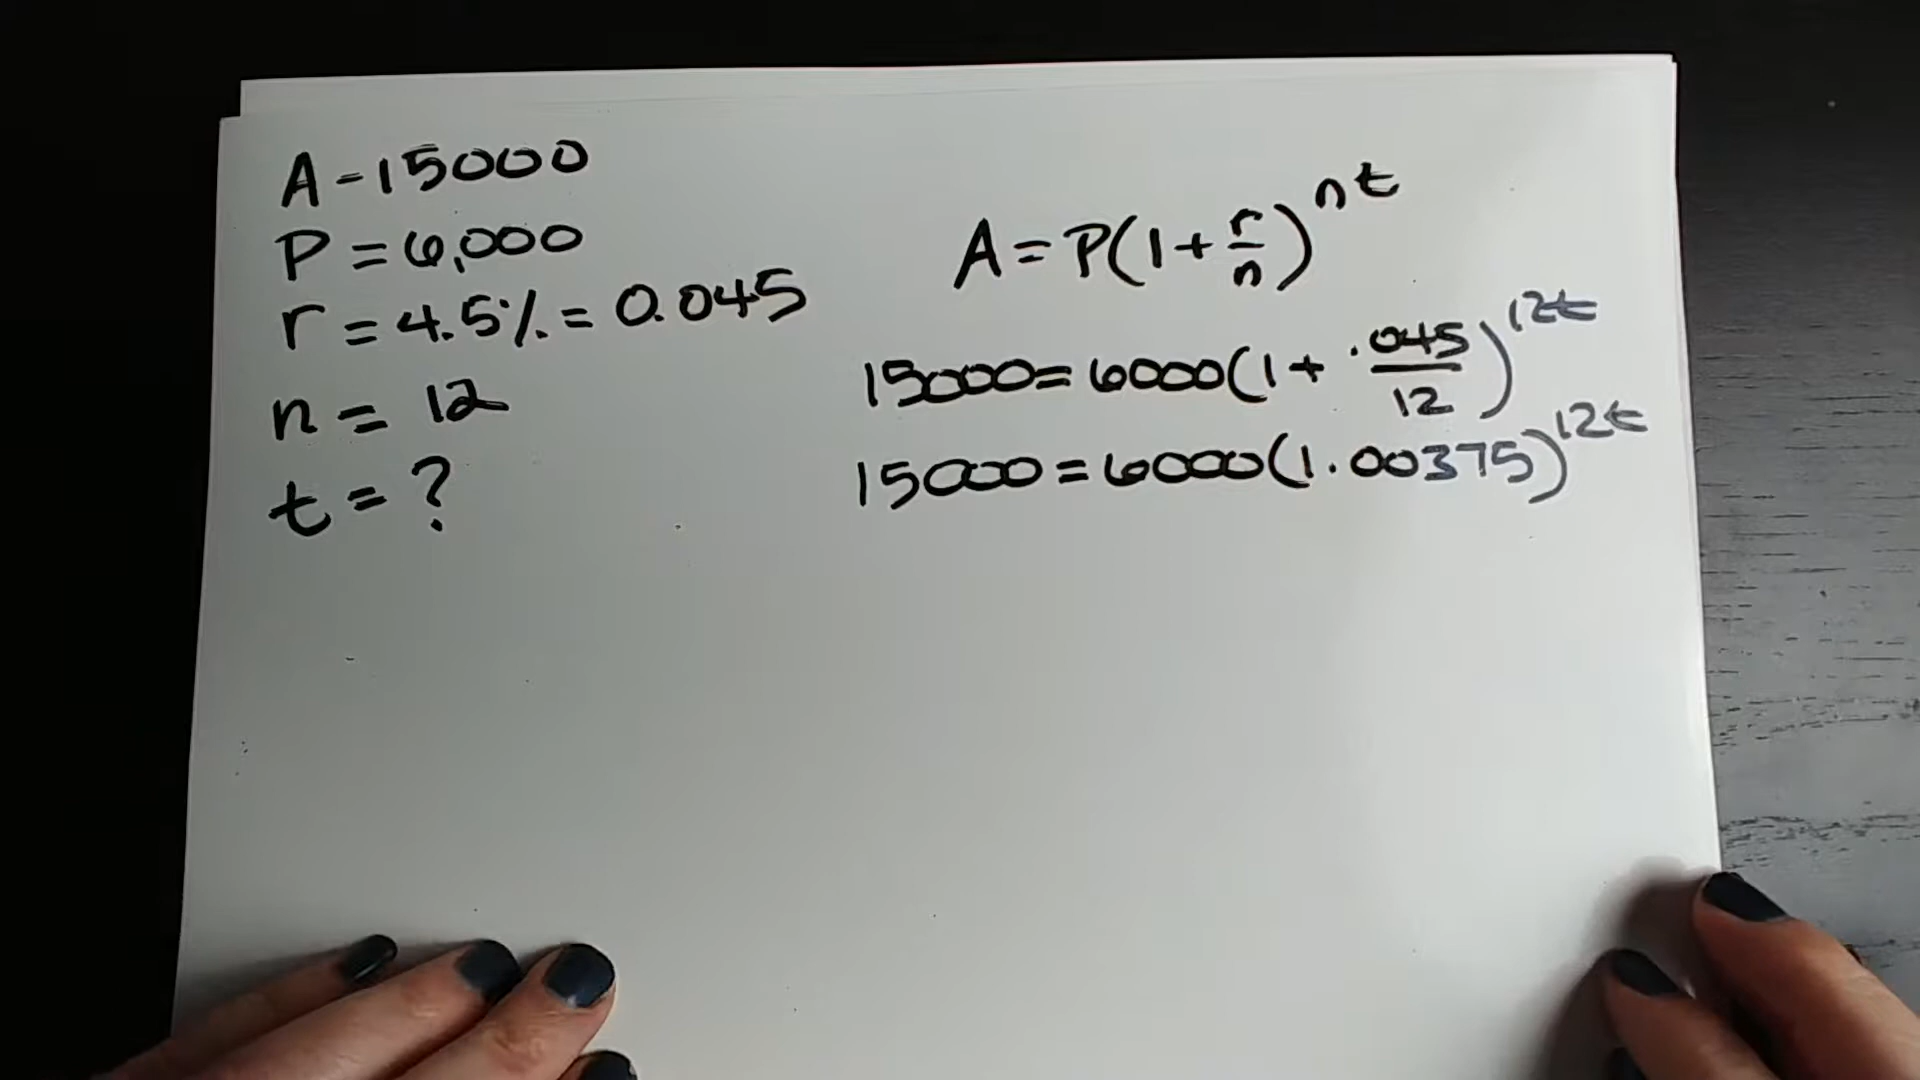 A - 15000
P = 6,000
r = 4.5% = 0.045
n = 12
t = ?
A = P(1 + r/n)^nt
15000 = 6000(1 + .045/12)^12t
15000 = 6000(1.00375)^12t